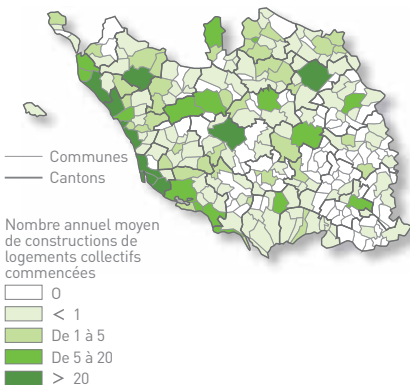 Communes
Cantons
Nombre annuel moyen
de constructions de
logements collectifs
commencées
0
< 1
De 1 à 5
De 5 à 20
> 20